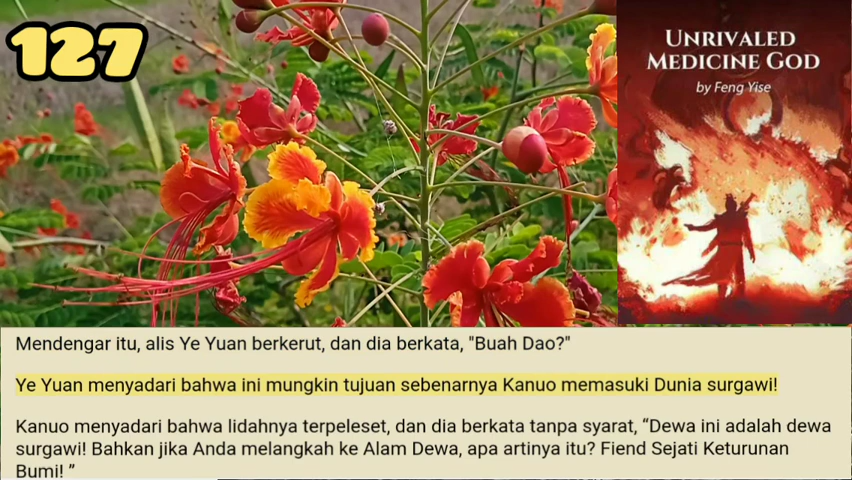 127
UNRIVALED
MEDICINE GOD
by Feng Yise
Mendengar itu, alis Ye Yuan berkerut, dan dia berkata, "Buah Dao?"
Ye Yuan menyadari bahwa ini mungkin tujuan sebenarnya Kanuo memasuki Dunia surgawi!
Kanuo menyadari bahwa lidahnya terpeleset, dan dia berkata tanpa syarat, “Dewa ini adalah dewa
surgawi! Bahkan jika Anda melangkah ke Alam Dewa, apa artinya itu? Fiend Sejati Keturunan
Bumi! ”